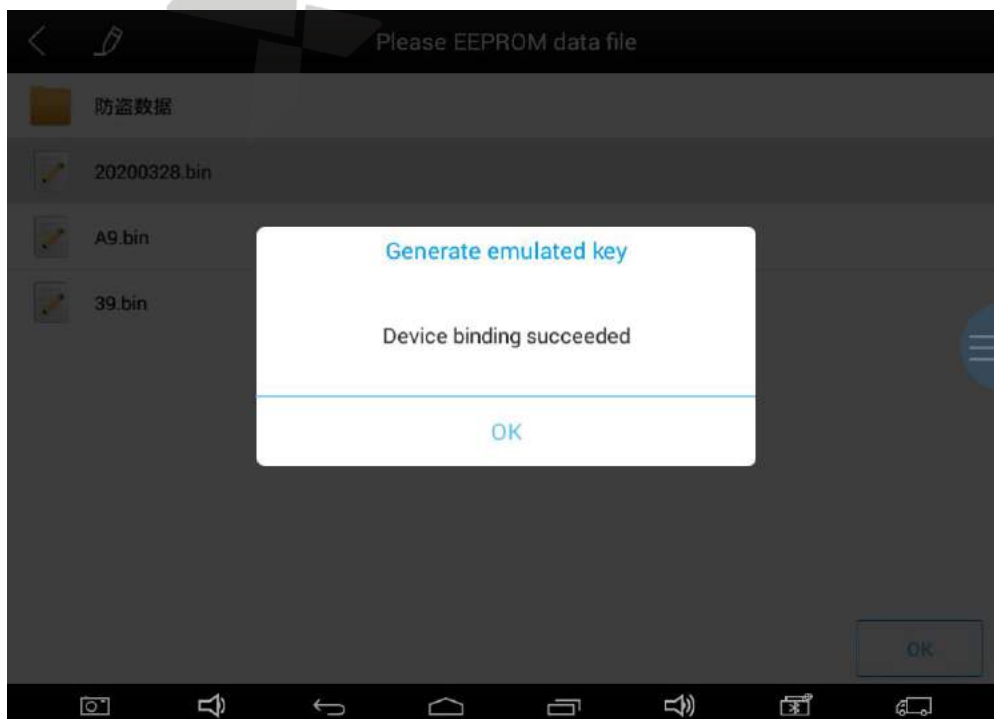 Please EEPROM data file
防盗数据
20200328.bin
A9.bin
39.bin
Generate emulated key
Device binding succeeded
OK
OK